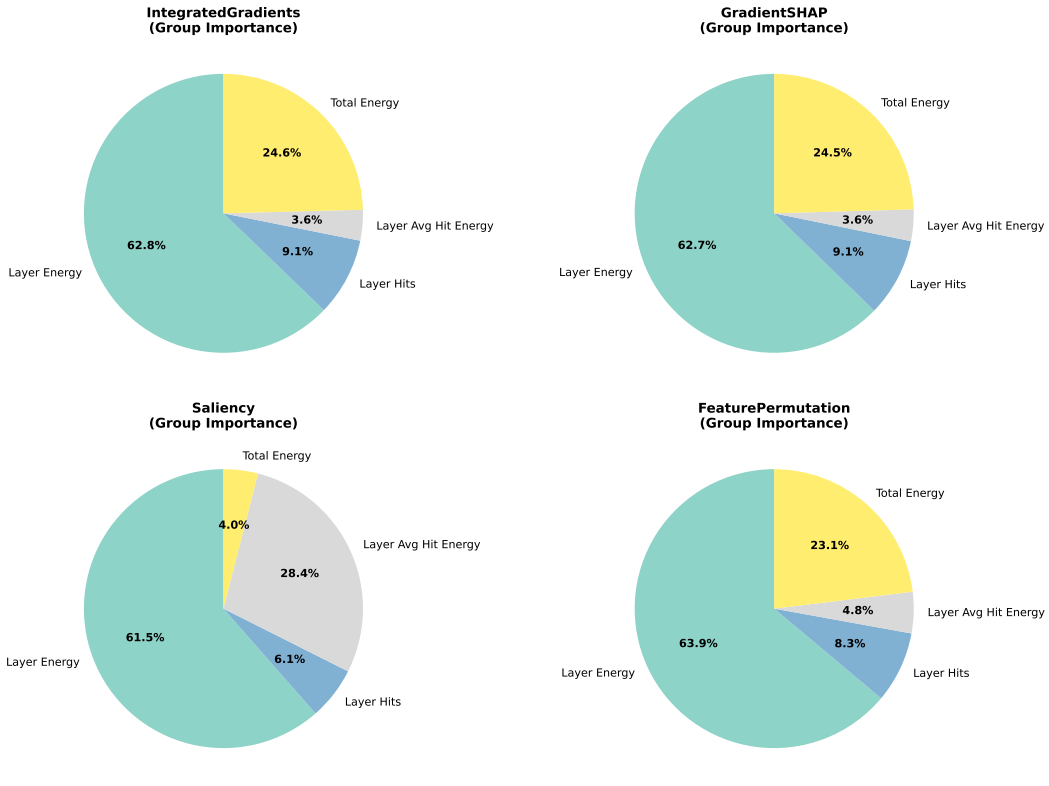 IntegratedGradients
(Group Importance)
Total Energy
24.6%
Layer Avg Hit Energy
3.6%
9.1%
Layer Hits
62.8%
Layer Energy
GradientSHAP
(Group Importance)
Total Energy
24.5%
Layer Avg Hit Energy
3.6%
9.1%
Layer Hits
62.7%
Layer Energy
Saliency
(Group Importance)
Total Energy
4.0%
Layer Avg Hit Energy
28.4%
61.5%
6.1%
Layer Energy
Layer Hits
FeaturePermutation
(Group Importance)
Total Energy
23.1%
4.8%
Layer Avg Hit Energy
63.9%
8.3%
Layer Energy
Layer Hits